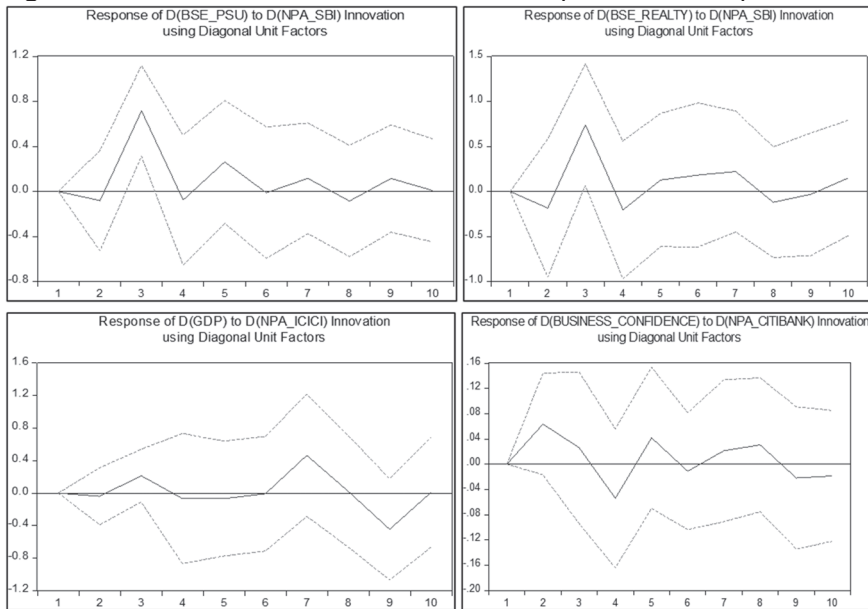 Response of D(BSE_PSU) to D(NPA_SBI) Innovation
using Diagonal Unit Factors
1.2
0.8
0.4
0.0
-0.4
-0.8
1 2 3 4 5 6 7 8 9 10
Response of D(BSE_REALTY) to D(NPA_SBI) Innovation
using Diagonal Unit Factors
1.5
1.0
0.5
0.0
-0.5
-1.0
1 2 3 4 5 6 7 8 9 10
Response of D(GDP) to D(NPA_ICICI) Innovation
using Diagonal Unit Factors
1.6
1.2
0.8
0.4
0.0
-0.4
-0.8
-1.2
1 2 3 4 5 6 7 8 9 10
Response of D(BUSINESS_CONFIDENCE) to D(NPA_CITIBANK) Innovation
using Diagonal Unit Factors
.16
.12
.08
.04
.00
.04
.08
.12
.16
.20
1 2 3 4 5 6 7 8 9 10